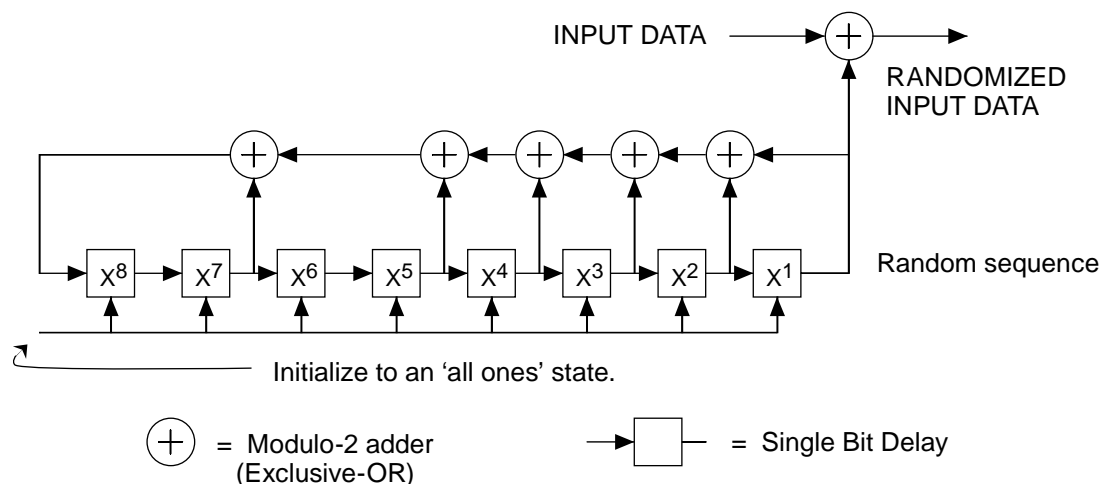 INPUT DATA
RANDOMIZED
INPUT DATA
X⁸ X⁷ X⁶ X⁵ X⁴ X³ X² X¹
Random sequence
Initialize to an ‘all ones’ state.
= Modulo-2 adder
(Exclusive-OR)
= Single Bit Delay